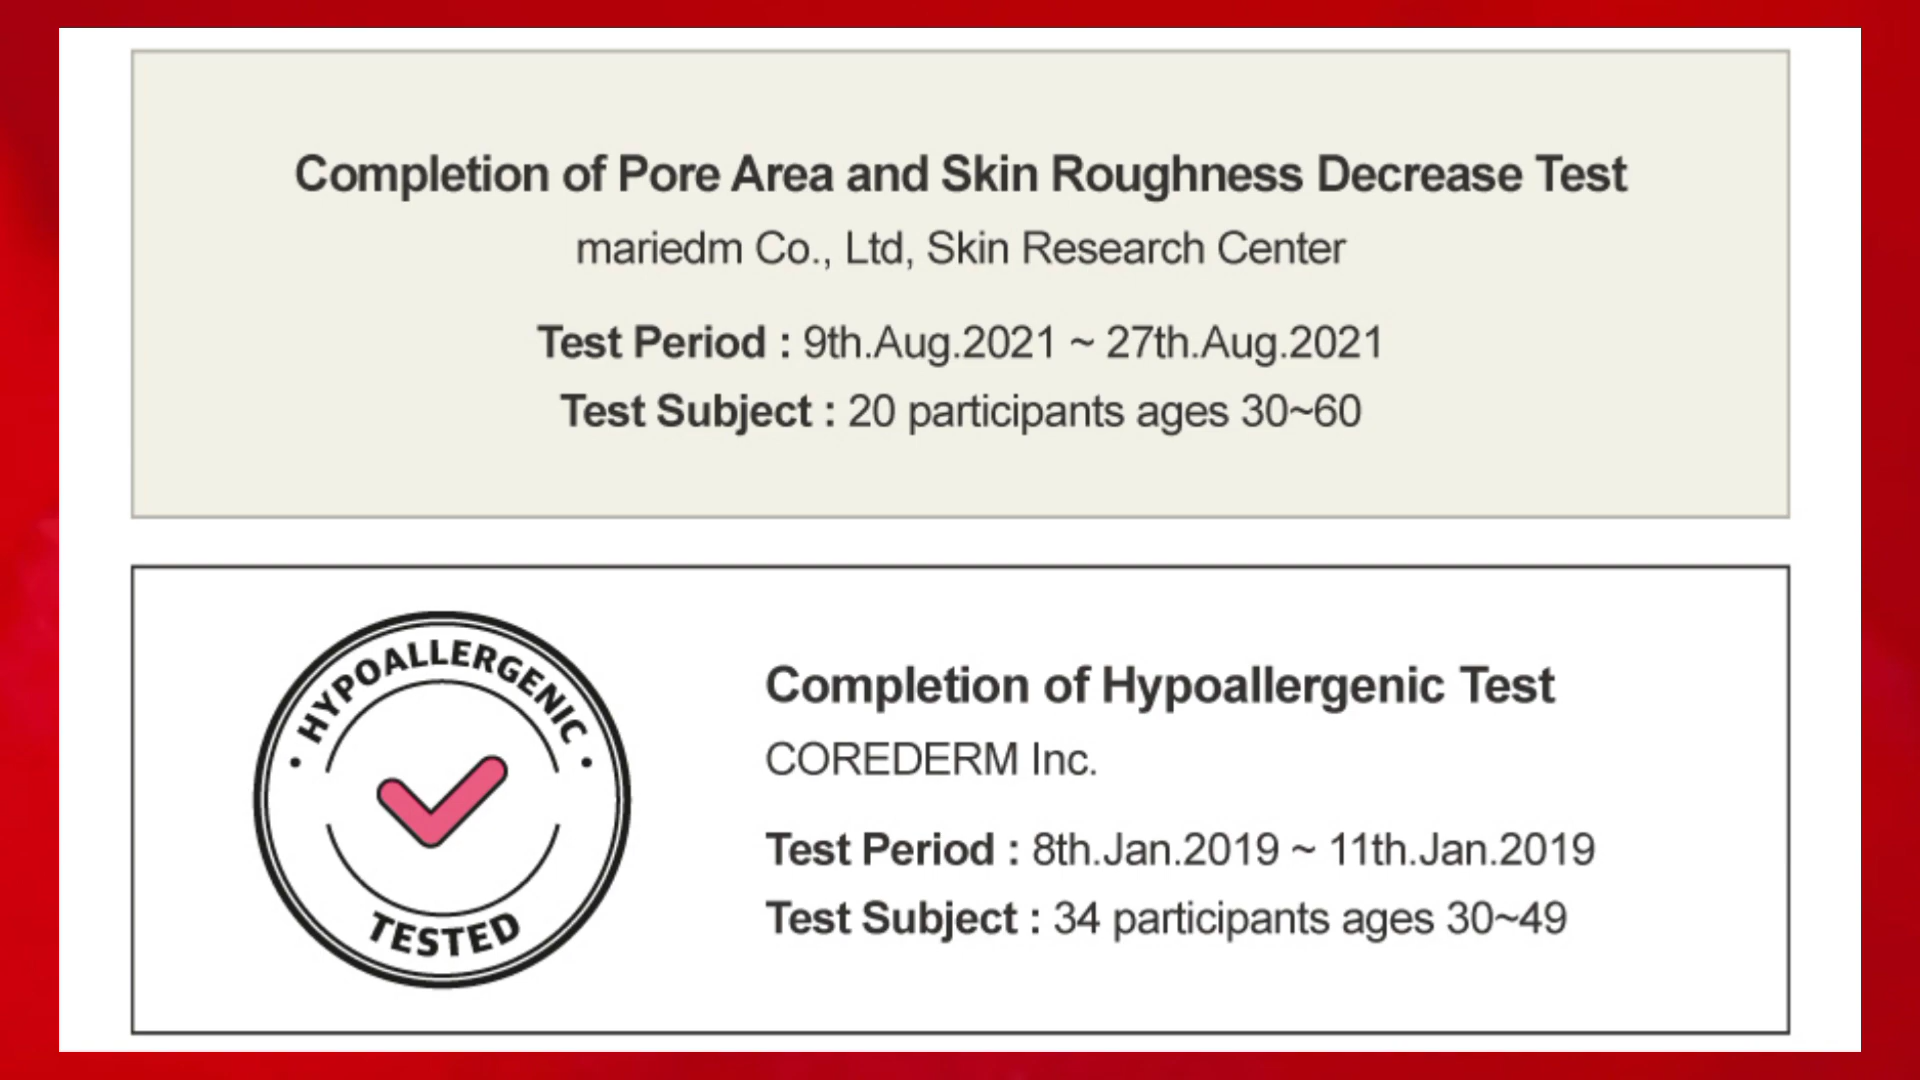 Completion of Pore Area and Skin Roughness Decrease Test
mariedm Co., Ltd, Skin Research Center
Test Period : 9th.Aug.2021 ~ 27th.Aug.2021
Test Subject : 20 participants ages 30~60
HYPOALLERGENIC
TESTED
Completion of Hypoallergenic Test
COREDERM Inc.
Test Period : 8th.Jan.2019 ~ 11th.Jan.2019
Test Subject : 34 participants ages 30~49